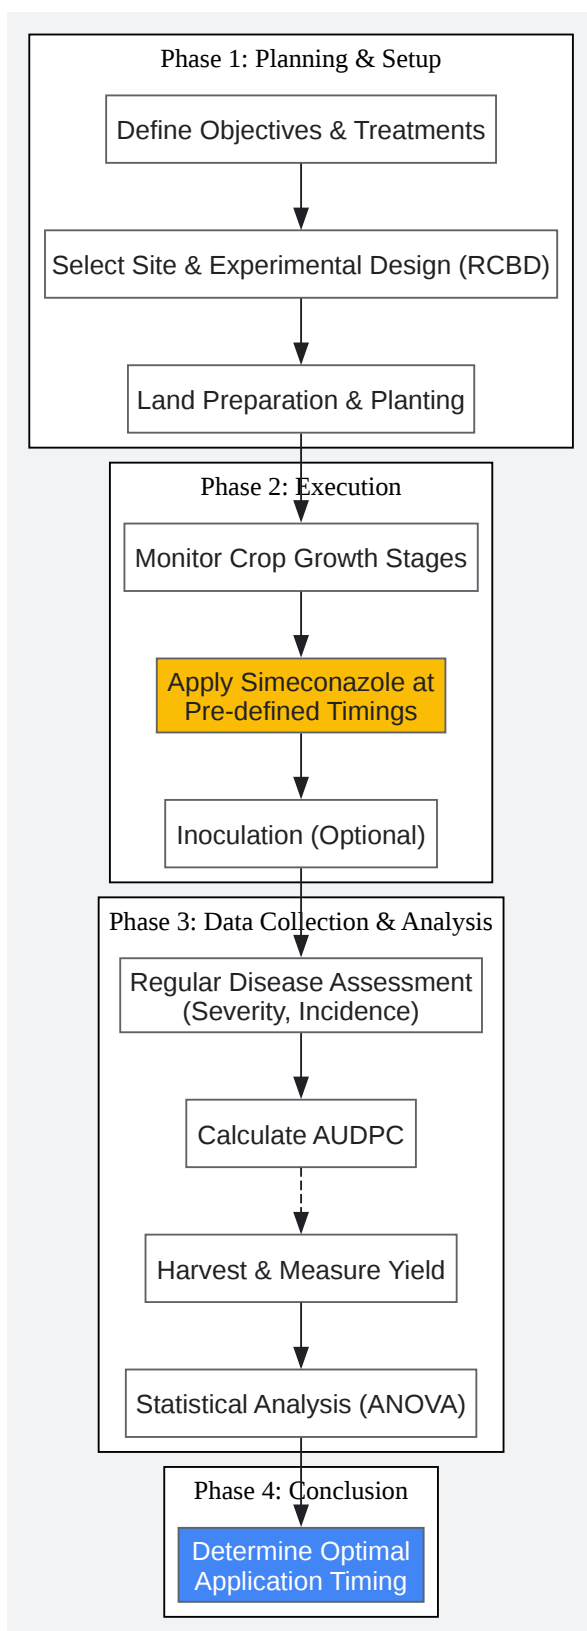 Phase 1: Planning & Setup
Define Objectives & Treatments
Select Site & Experimental Design (RCBD)
Land Preparation & Planting
Phase 2: Execution
Monitor Crop Growth Stages
Apply Simeconazole at
Pre-defined Timings
Inoculation (Optional)
Phase 3: Data Collection & Analysis
Regular Disease Assessment
(Severity, Incidence)
Calculate AUDPC
Harvest & Measure Yield
Statistical Analysis (ANOVA)
Phase 4: Conclusion
Determine Optimal
Application Timing